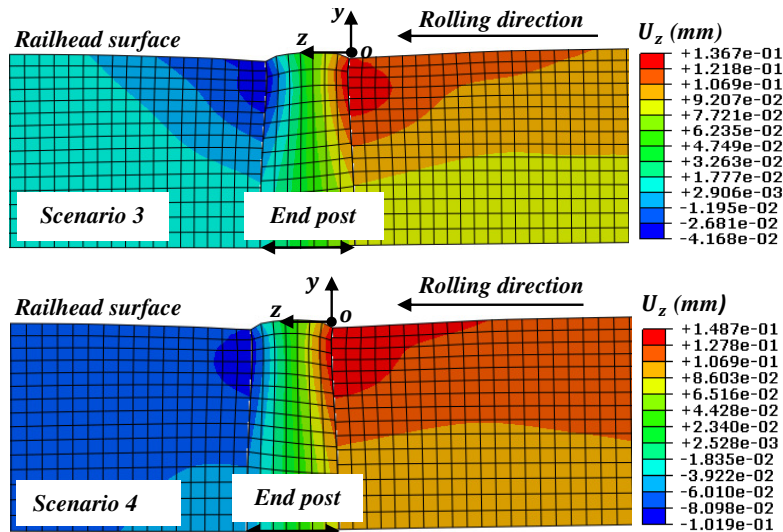 y
Railhead surface
z
o
Rolling direction
U_z (mm)
+1.367e-01
+1.218e-01
+1.069e-01
+9.207e-02
+7.721e-02
+6.235e-02
+4.749e-02
+3.263e-02
+1.777e-02
+2.906e-03
-1.195e-02
-2.681e-02
-4.168e-02
Scenario 3
End post
y
Railhead surface
z
o
Rolling direction
U_z (mm)
+1.487e-01
+1.278e-01
+1.069e-01
+8.603e-02
+6.516e-02
+4.428e-02
+2.340e-02
+2.528e-03
-1.835e-02
-3.922e-02
-6.010e-02
-8.098e-02
-1.019e-01
Scenario 4
End post